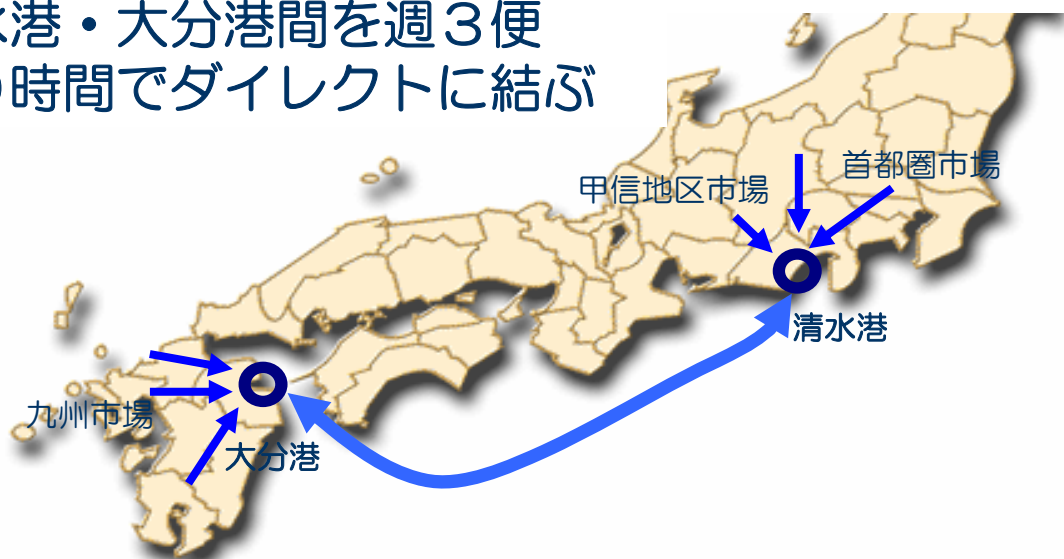 水港・大分港間を週３便
時間でダイレクトに結ぶ
首都圏市場
甲信地区市場
清水港
九州市場
大分港